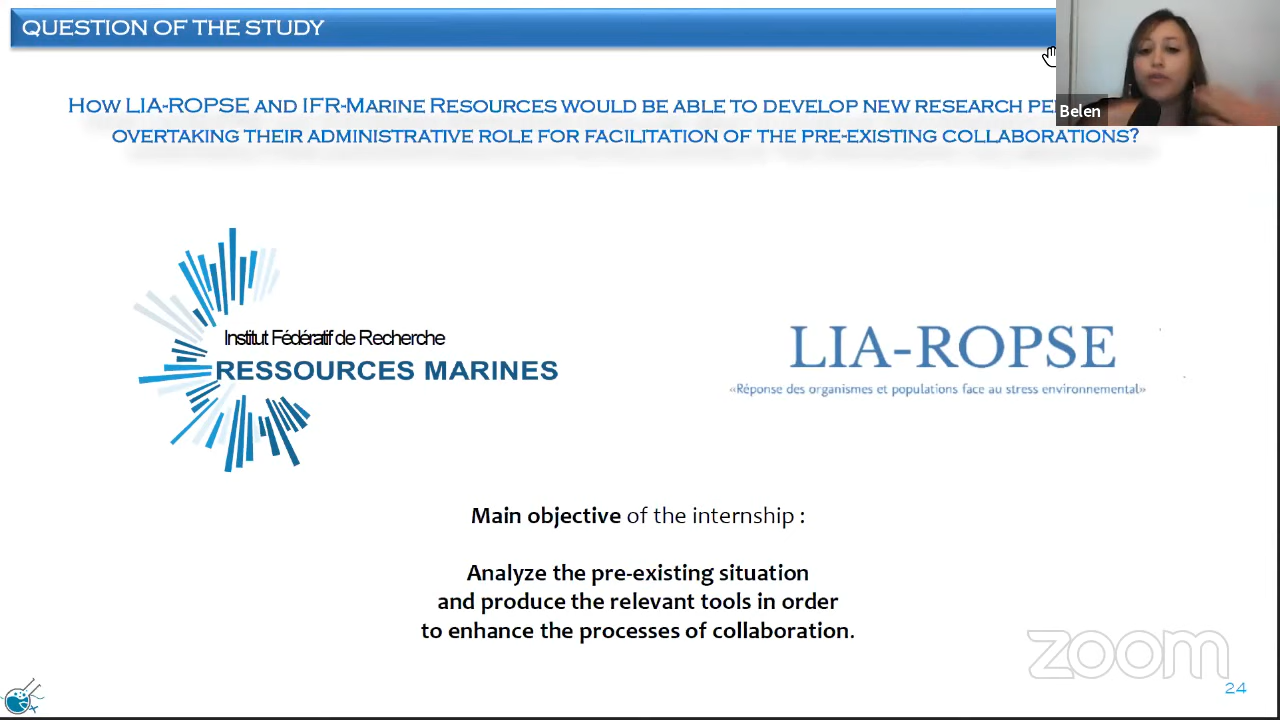 QUESTION OF THE STUDY
HOW LIA-ROPSE AND IFR-MARINE RESOURCES WOULD BE ABLE TO DEVELOP NEW RESEARCH
OVERTAKING THEIR ADMINISTRATIVE ROLE FOR FACILITATION OF THE PRE-EXISTING COLLABORATIONS?
Belen
Institut Fédératif de Recherche
RESSOURCES MARINES
LIA-ROPSE
«Réponse des organismes et populations face au stress environnemental»
Main objective of the internship :
Analyze the pre-existing situation
and produce the relevant tools in order
to enhance the processes of collaboration.
zoom
24